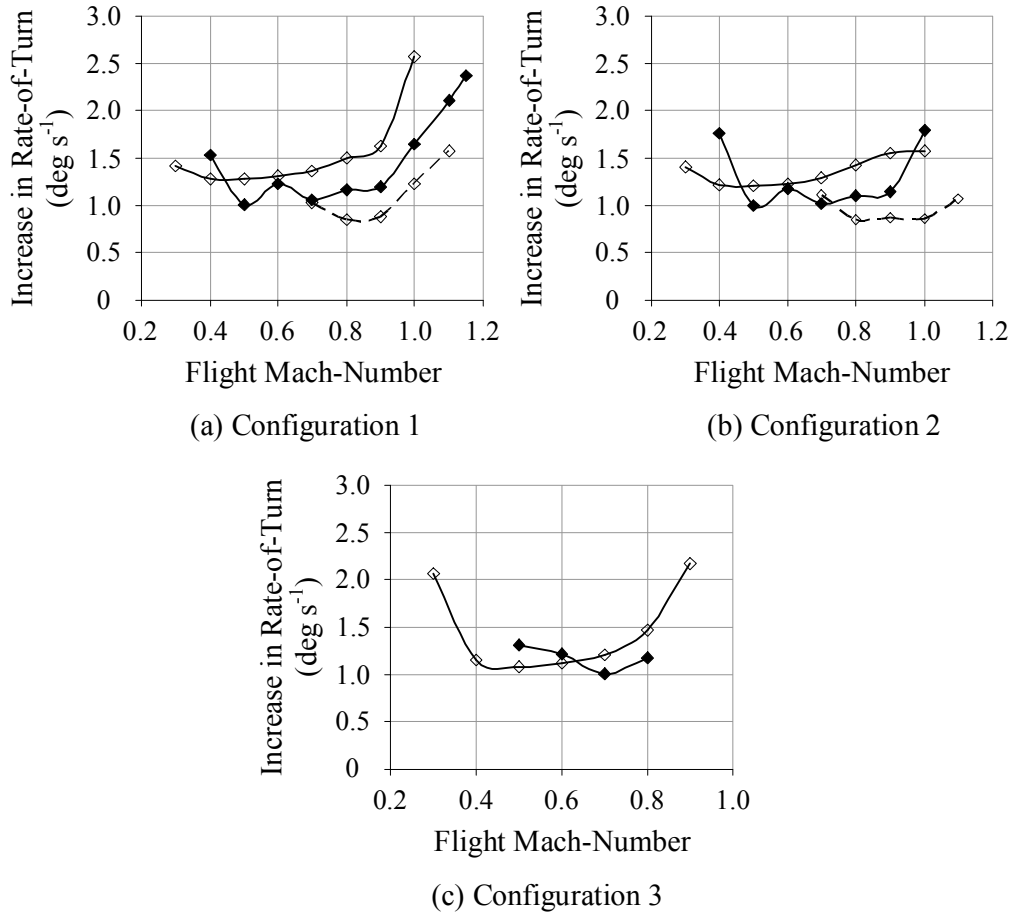 Increase in Rate-of-Turn
(deg s-1)
3.0
2.5
2.0
1.5
1.0
0.5
0
0.2 0.4 0.6 0.8 1.0 1.2
Flight Mach-Number
(a) Configuration 1
Increase in Rate-of-Turn
(deg s-1)
3.0
2.5
2.0
1.5
1.0
0.5
0
0.2 0.4 0.6 0.8 1.0 1.2
Flight Mach-Number
(b) Configuration 2
Increase in Rate-of-Turn
(deg s-1)
3.0
2.5
2.0
1.5
1.0
0.5
0
0.2 0.4 0.6 0.8 1.0
Flight Mach-Number
(c) Configuration 3